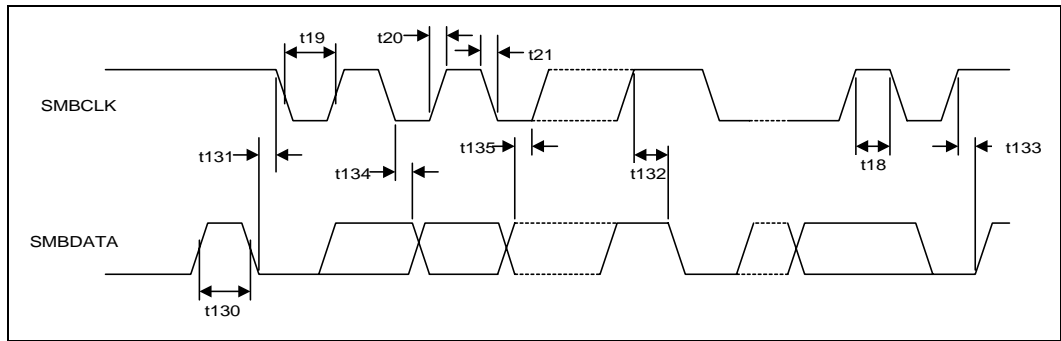 t19
t20
t21
SMBCLK
t131
t134
t135
t132
t18
t133
SMBDATA
t130